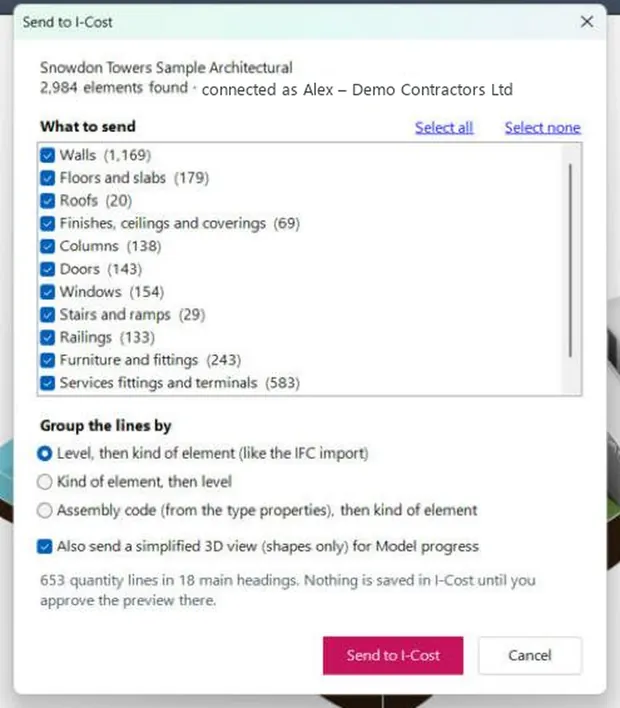 Send to I-Cost
Snowdon Towers Sample Architectural
2,984 elements found · connected as Alex – Demo Contractors Ltd
What to send
Select all
Select none
Walls (1,169)
Floors and slabs (179)
Roofs (20)
Finishes, ceilings and coverings (69)
Columns (138)
Doors (143)
Windows (154)
Stairs and ramps (29)
Railings (133)
Furniture and fittings (243)
Services fittings and terminals (583)
Group the lines by
Level, then kind of element (like the IFC import)
Kind of element, then level
Assembly code (from the type properties), then kind of element
Also send a simplified 3D view (shapes only) for Model progress
653 quantity lines in 18 main headings. Nothing is saved in I-Cost until you
approve the preview there.
Send to I-Cost
Cancel